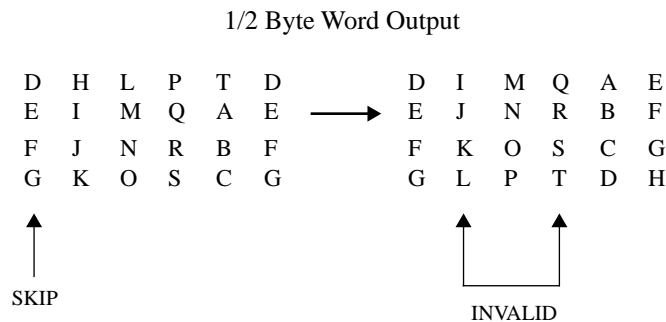 1/2 Byte Word Output
D H L P T D D I M Q A E
E I M Q A E E J N R B F
F J N R B F F K O S C G
G K O S C G G L P T D H
SKIP
INVALID